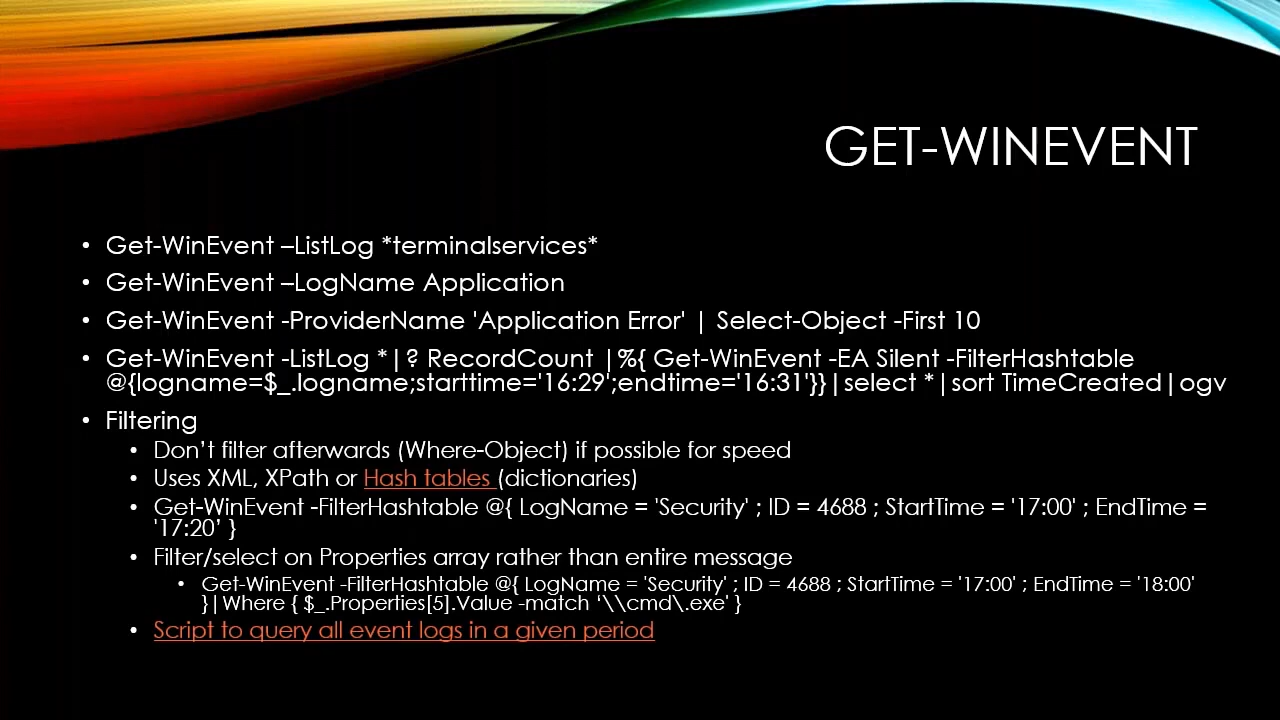 GET-WINEVENT
• Get-WinEvent –ListLog *terminalservices*
• Get-WinEvent –LogName Application
• Get-WinEvent -ProviderName 'Application Error' | Select-Object -First 10
• Get-WinEvent -ListLog *|? RecordCount |%{ Get-WinEvent -EA Silent -FilterHashtable
@{logname=$_.logname;starttime='16:29';endtime='16:31'}}|select *|sort TimeCreated|ogv
• Filtering
• Don’t filter afterwards (Where-Object) if possible for speed
• Uses XML, XPath or Hash tables (dictionaries)
• Get-WinEvent -FilterHashtable @{ LogName = 'Security' ; ID = 4688 ; StartTime = '17:00' ; EndTime =
'17:20’ }
• Filter/select on Properties array rather than entire message
• Get-WinEvent -FilterHashtable @{ LogName = 'Security' ; ID = 4688 ; StartTime = '17:00' ; EndTime = '18:00'
}|Where { $_.Properties[5].Value -match ‘\\cmd\.exe' }
• Script to query all event logs in a given period